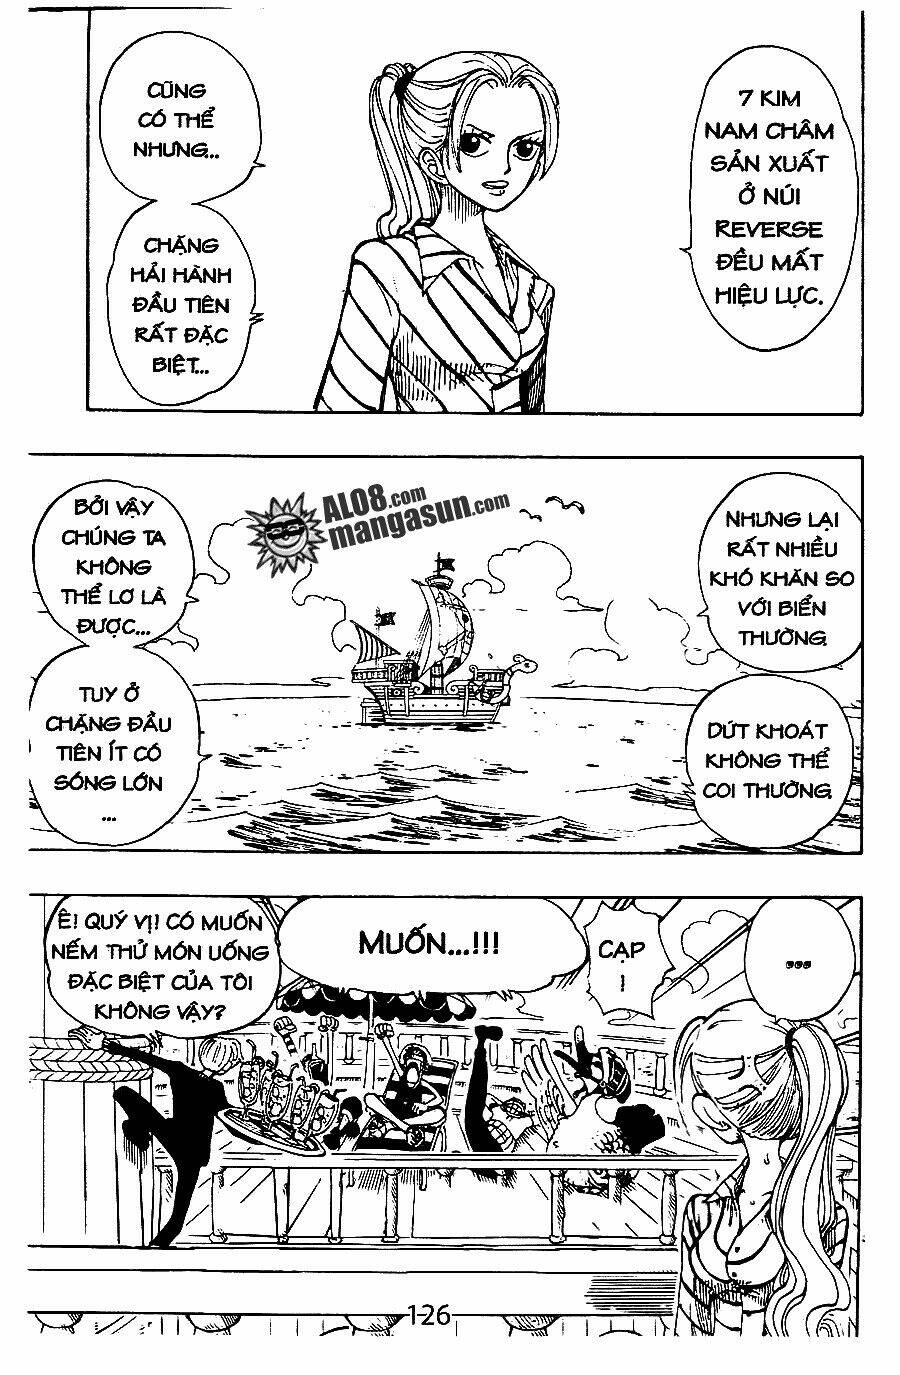 7 KIM
NAM CHÂM
SẢN XUẤT
Ở NÚI
REVERSE
ĐỀU MẤT
HIỆU LỰC.
CŨNG
CÓ THỂ
NHƯNG...
CHẶNG
HẢI HÀNH
ĐẦU TIÊN
RẤT ĐẶC
BIỆT...
NHƯNG LẠI
RẤT NHIỀU
KHÓ KHĂN SO
VỚI BIỂN
THƯỜNG.
DỨT KHOÁT
KHÔNG THỂ
COI THƯỜNG.
AL08.com
mangasun.com
BỞI VẬY
CHÚNG TA
KHÔNG
THỂ LƠ LÀ
ĐƯỢC...
TUY Ở
CHẶNG ĐẦU
TIÊN ÍT CÓ
SÓNG LỚN
...
...
CẠP
!
MUỐN...!!!
Ê! QUÝ VỊ! CÓ MUỐN
NẾM THỬ MÓN UỐNG
ĐẶC BIỆT CỦA TÔI
KHÔNG VẬY?
126